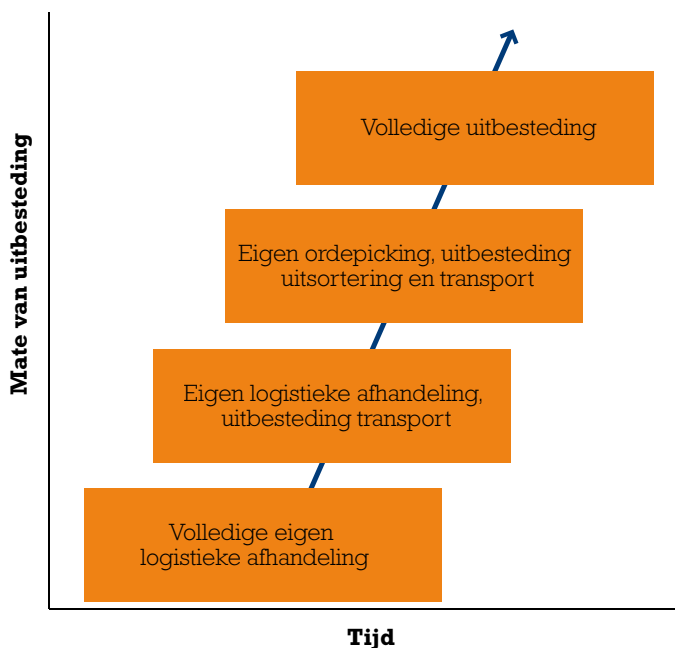 Volledige uitbesteding
Eigen ordepicking, uitbesteding
uitsortering en transport
Eigen logistieke afhandeling,
uitbesteding transport
Volledige eigen
logistieke afhandeling
Mate van uitbesteding
Tijd